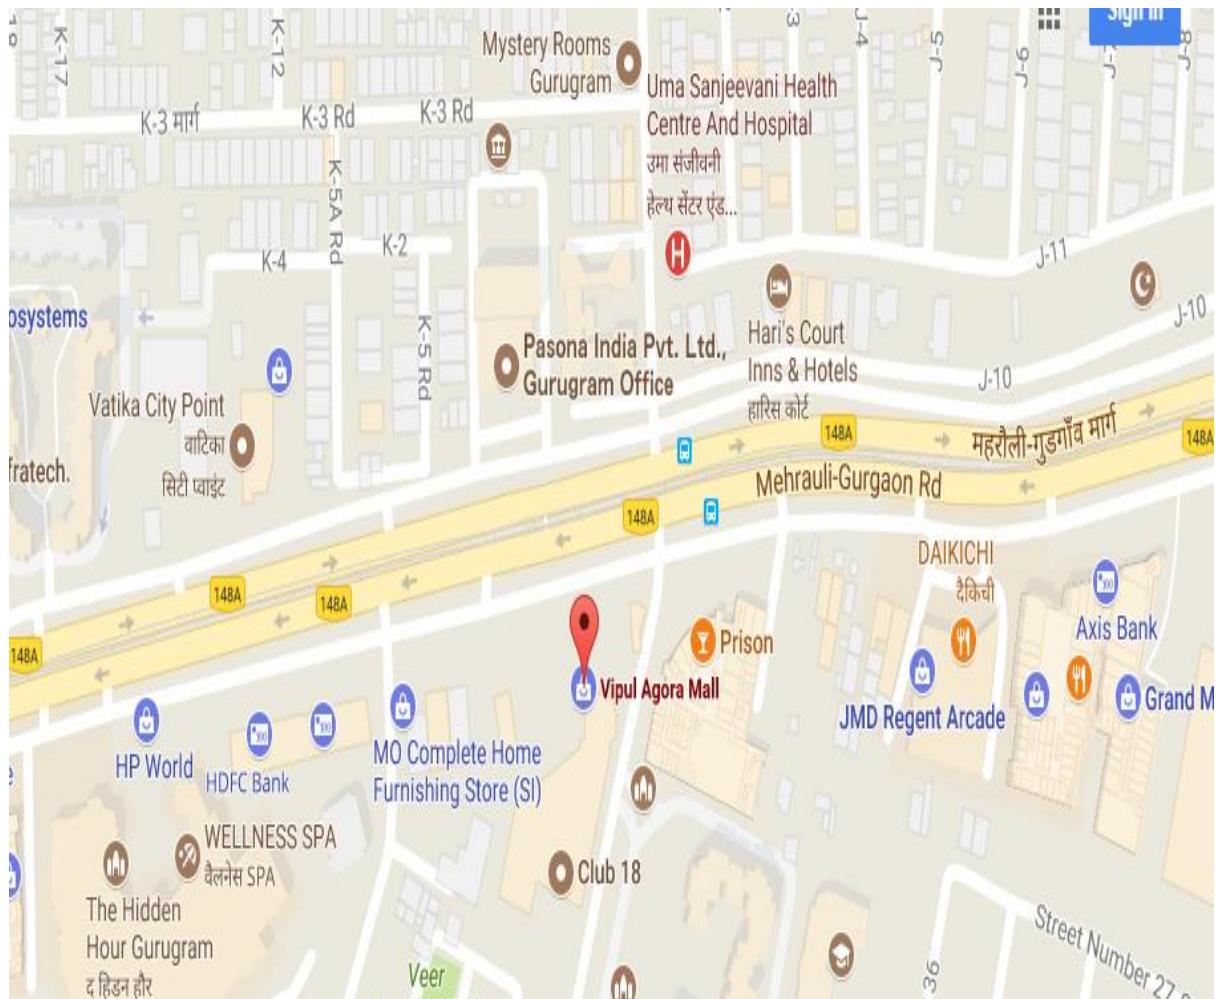 Sign in
18
K-17
K-12
J-3
J-4
J-5
J-6
J-7
J-8
Mystery Rooms
Gurugram
Uma Sanjeevani Health
Centre And Hospital
उमा संजीवनी
हेल्थ सेंटर एंड...
K-3 मार्ग
K-3 Rd
K-3 Rd
K-5A Rd
K-2
K-4
J-11
osystems
K-5 Rd
J-10
Pasona India Pvt. Ltd.,
Gurugram Office
Hari's Court
Inns & Hotels
हारिस कोर्ट
J-10
Vatika City Point
वाटिका
सिटी प्वाइंट
148A
महरौली-गुडगाँव मार्ग
148A
fratech.
Mehrauli-Gurgaon Rd
148A
DAIKICHI
दैकिची
148A
148A
148A
Axis Bank
Prison
Vipul Agora Mall
JMD Regent Arcade
Grand M
HP World
HDFC Bank
MO Complete Home
Furnishing Store (SI)
WELLNESS SPA
वैलनेस SPA
Club 18
The Hidden
Hour Gurugram
द हिडन हौर
Veer
36
Street Number 27